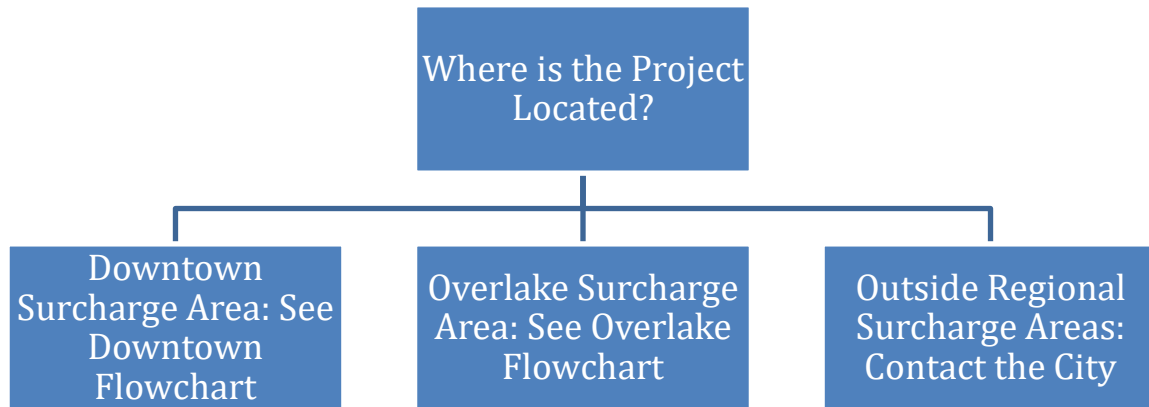 Where is the Project
Located?
Downtown
Surcharge Area: See
Downtown
Flowchart
Overlake Surcharge
Area: See Overlake
Flowchart
Outside Regional
Surcharge Areas:
Contact the City